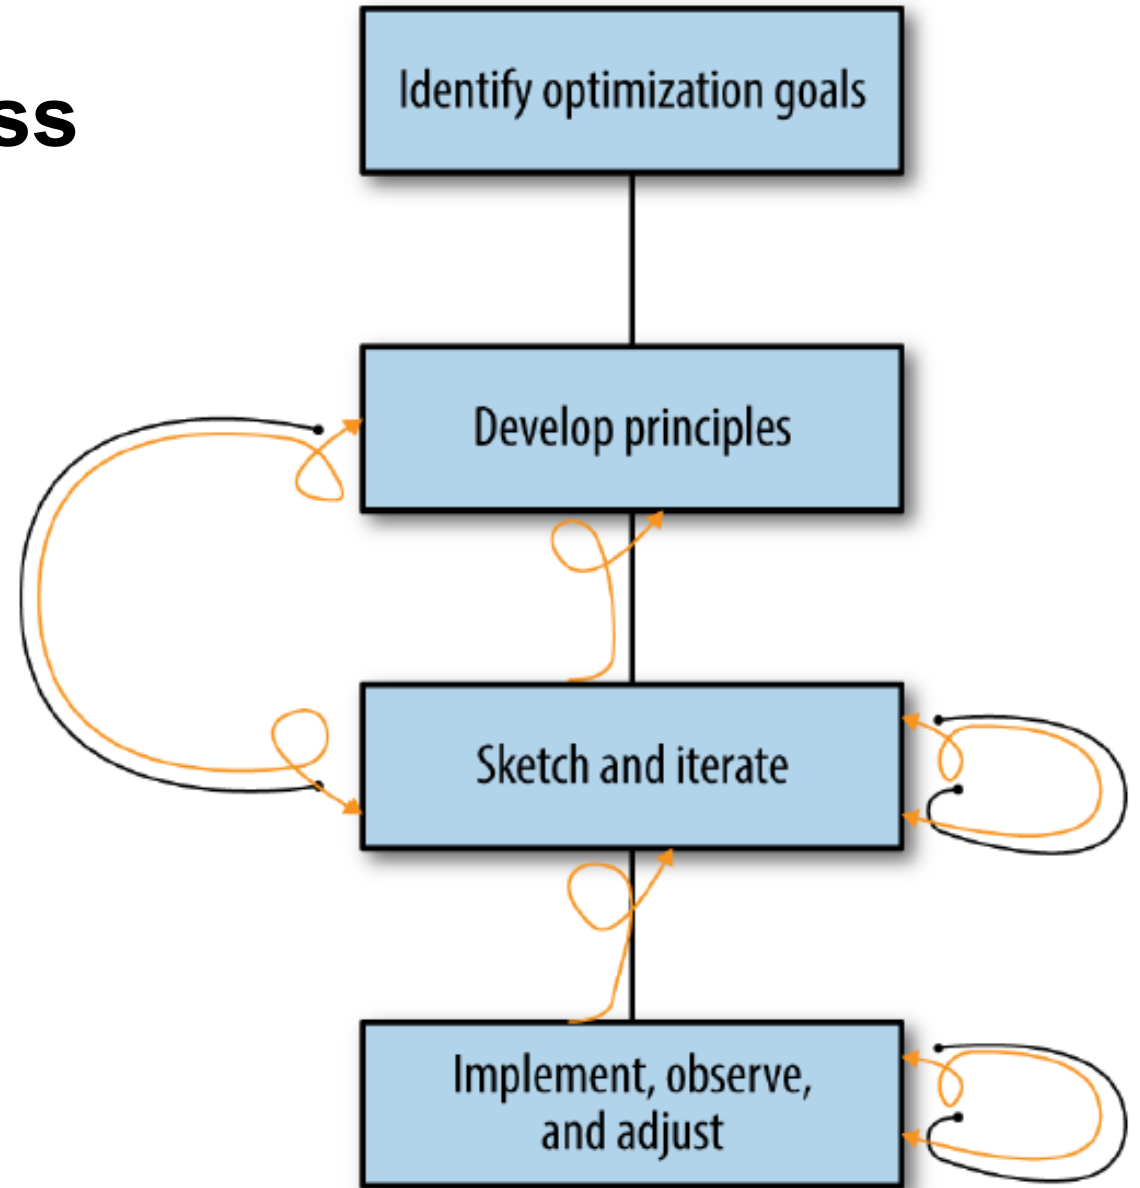 Identify optimization goals
ss
Develop principles
Sketch and iterate
Implement, observe,
and adjust